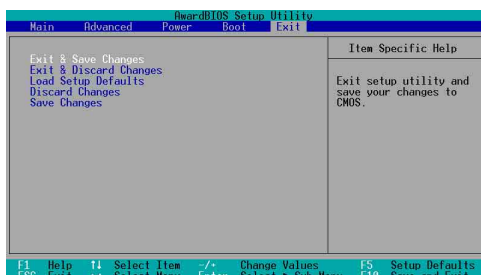 AwardBIOS Setup Utility
Main Advanced Power Boot Exit
Exit & Save Changes
Exit & Discard Changes
Load Setup Defaults
Discard Changes
Save Changes
Item Specific Help
Exit setup utility and
save your changes to
CMOS.
F1 Help ↑↓ Select Item -/+ Change Values F5 Setup Defaults
ESC Exit Select Menu Enter Select Sub-Menu F10 Save and Exit